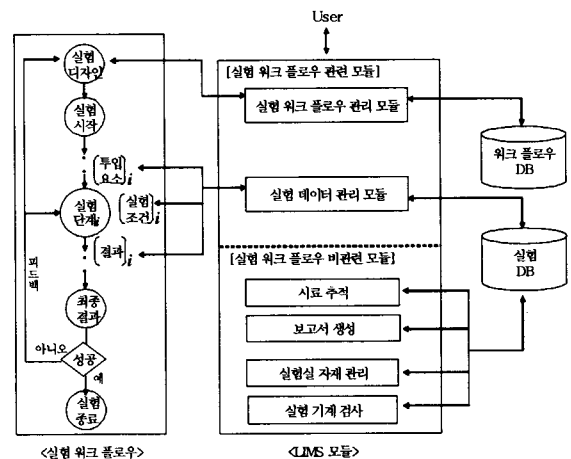 User
실험
디자인
실험
시작
투입
요소 i
실험
단계i
실험
조건 i
결과 i
피드백
최종
결과
아니오
성공
예
실험
종료
<실험 워크 플로우>
[실험 워크 플로우 관련 모듈]
실험 워크 플로우 관리 모듈
실험 데이터 관리 모듈
[실험 워크 플로우 비관련 모듈]
시료 추적
보고서 생성
실험실 자재 관리
실험 기계 검사
<LIMS 모듈>
워크 플로우
DB
실험
DB